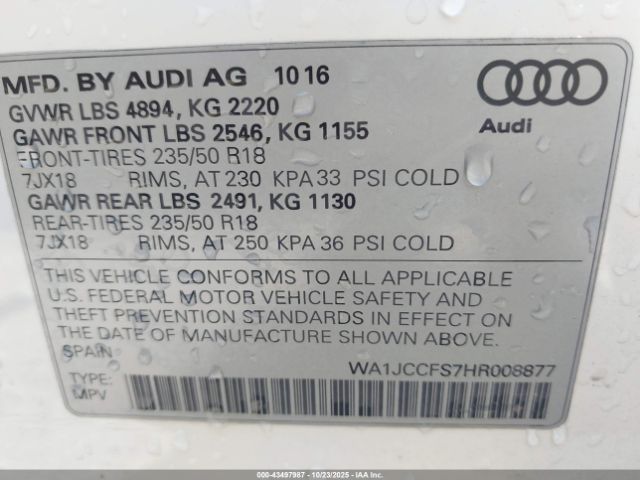 MFD. BY AUDI AG 10 16
GVWR LBS 4894, KG 2220
GAWR FRONT LBS 2546, KG 1155
FRONT-TIRES 235/50 R18
7JX18 RIMS, AT 230 KPA 33 PSI COLD
GAWR REAR LBS 2491, KG 1130
REAR-TIRES 235/50 R18
7JX18 RIMS, AT 250 KPA 36 PSI COLD
Audi
THIS VEHICLE CONFORMS TO ALL APPLICABLE
U.S. FEDERAL MOTOR VEHICLE SAFETY AND
THEFT PREVENTION STANDARDS IN EFFECT ON
THE DATE OF MANUFACTURE SHOWN ABOVE.
SPAIN
WA1JCCFS7HR008877
TYPE:
MPV
000-43497987 - 10/23/2025 - IAAI.com